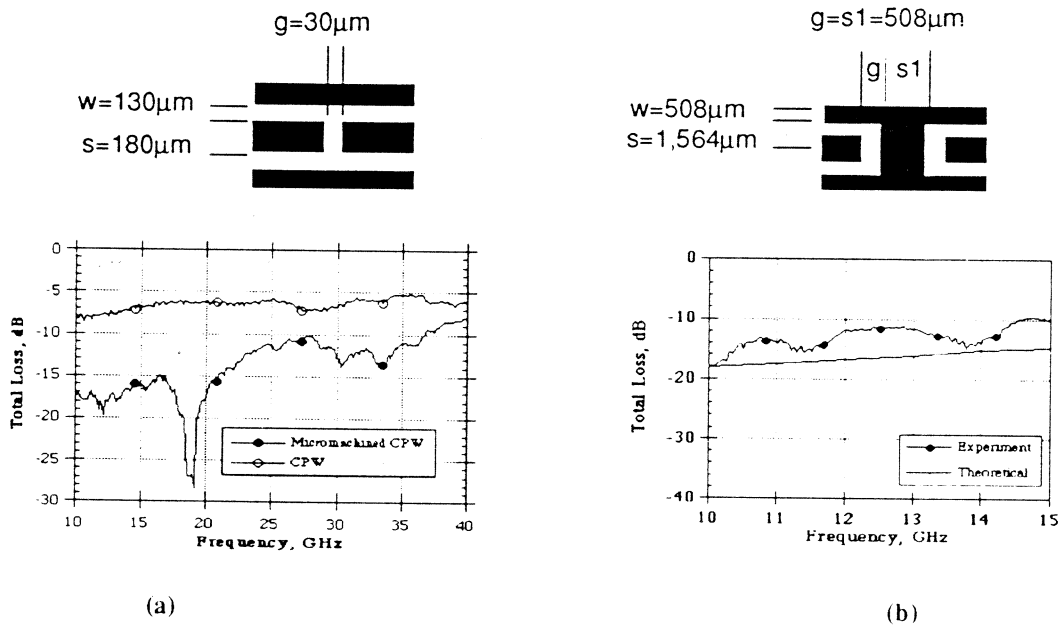 g=30µm
w=130µm
s=180µm
0
-5
-10
-15
-20
-25
-30
Total Loss, dB
Micromachined CPW
CPW
10
15
20
25
30
35
40
Frequency, GHz
(a)
g=s1=508µm
g
s1
w=508µm
s=1,564µm
0
-10
-20
-30
-40
Total Loss, dB
Experiment
Theoretical
10
11
12
13
14
15
Frequency, GHz
(b)